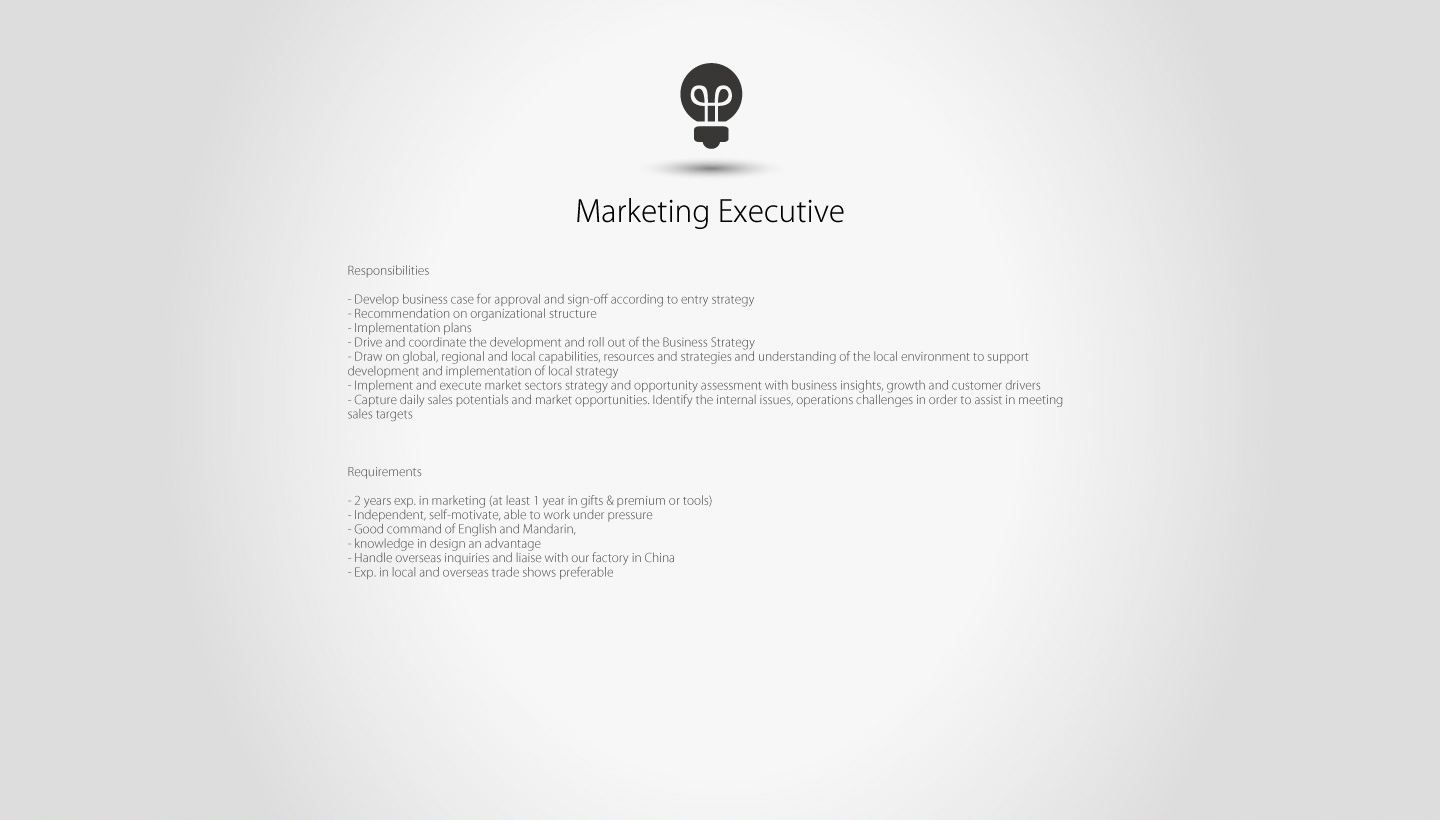 Marketing Executive
Responsibilities
- Develop business case for approval and sign-off according to entry strategy
- Recommendation on organizational structure
- Implementation plans
- Drive and coordinate the development and roll out of the Business Strategy
- Draw on global, regional and local capabilities, resources and strategies and understanding of the local environment to support
development and implementation of local strategy
- Implement and execute market sectors strategy and opportunity assessment with business insights, growth and customer drivers
- Capture daily sales potentials and market opportunities. Identify the internal issues, operations challenges in order to assist in meeting
sales targets
Requirements
- 2 years exp. in marketing (at least 1 year in gifts & premium or tools)
- Independent, self-motivate, able to work under pressure
- Good command of English and Mandarin,
- knowledge in design an advantage
- Handle overseas inquiries and liaise with our factory in China
- Exp. in local and overseas trade shows preferable